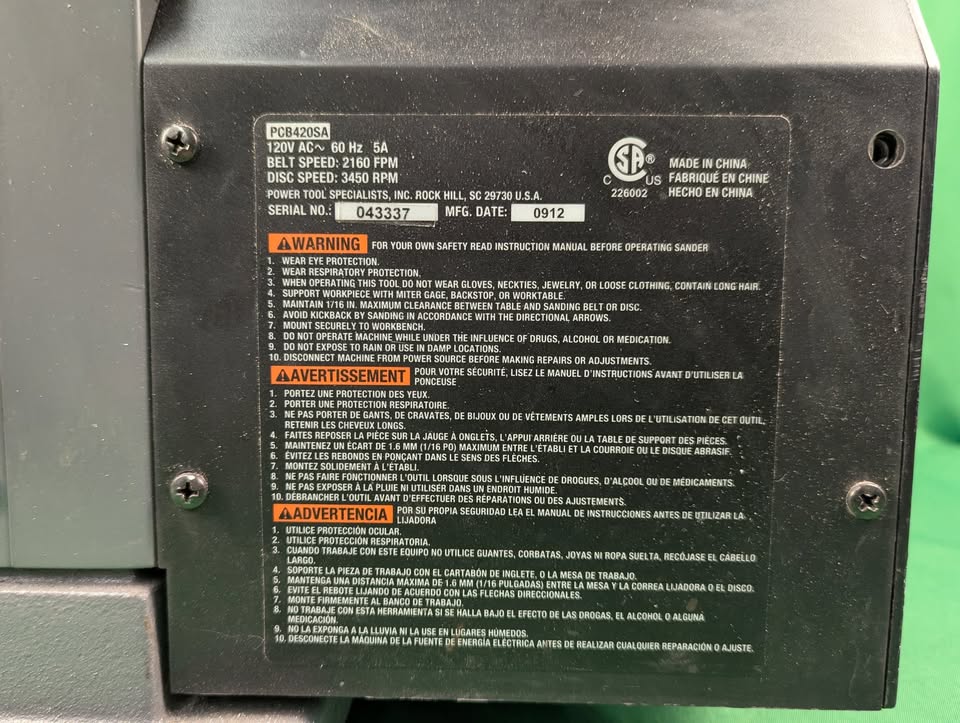 PCB420SA
120V AC~ 60 Hz 5A
BELT SPEED: 2160 FPM
DISC SPEED: 3450 RPM
POWER TOOL SPECIALISTS, INC. ROCK HILL, SC 29730 U.S.A.
SERIAL NO.: 043337 MFG. DATE: 0912
SA®
C US
226002
MADE IN CHINA
FABRIQUÉ EN CHINE
HECHO EN CHINA
WARNING FOR YOUR OWN SAFETY READ INSTRUCTION MANUAL BEFORE OPERATING SANDER
1. WEAR EYE PROTECTION.
2. WEAR RESPIRATORY PROTECTION.
3. WHEN OPERATING THIS TOOL DO NOT WEAR GLOVES, NECKTIES, JEWELRY, OR LOOSE CLOTHING, CONTAIN LONG HAIR.
4. SUPPORT WORKPIECE WITH MITER GAGE, BACKSTOP, OR WORKTABLE.
5. MAINTAIN 1/16 IN. MAXIMUM CLEARANCE BETWEEN TABLE AND SANDING BELT OR DISC.
6. AVOID KICKBACK BY SANDING IN ACCORDANCE WITH THE DIRECTIONAL ARROWS.
7. MOUNT SECURELY TO WORKBENCH.
8. DO NOT OPERATE MACHINE WHILE UNDER THE INFLUENCE OF DRUGS, ALCOHOL OR MEDICATION.
9. DO NOT EXPOSE TO RAIN OR USE IN DAMP LOCATIONS.
10. DISCONNECT MACHINE FROM POWER SOURCE BEFORE MAKING REPAIRS OR ADJUSTMENTS.
AVERTISSEMENT POUR VOTRE SÉCURITÉ, LISEZ LE MANUEL D'INSTRUCTIONS AVANT D'UTILISER LA
PONCEUSE
1. PORTEZ UNE PROTECTION DES YEUX.
2. PORTER UNE PROTECTION RESPIRATOIRE.
3. NE PAS PORTER DE GANTS, DE CRAVATES, DE BIJOUX OU DE VÊTEMENTS AMPLES LORS DE L'UTILISATION DE CET OUTIL,
RETENIR LES CHEVEUX LONGS.
4. FAITES REPOSER LA PIÈCE SUR LA JAUGE À ONGLETS, L'APPUI ARRIÈRE OU LA TABLE DE SUPPORT DES PIÈCES.
5. MAINTENEZ UN ÉCART DE 1.6 MM (1/16 PO) MAXIMUM ENTRE L'ÉTABLI ET LA COURROIE OU LE DISQUE ABRASIF.
6. ÉVITEZ LES REBONDS EN PONÇANT DANS LE SENS DES FLÈCHES.
7. MONTEZ SOLIDEMENT À L'ÉTABLI.
8. NE PAS FAIRE FONCTIONNER L'OUTIL LORSQUE SOUS L'INFLUENCE DE DROGUES, D'ALCOOL OU DE MÉDICAMENTS.
9. NE PAS EXPOSER À LA PLUIE NI UTILISER DANS UN ENDROIT HUMIDE.
10. DÉBRANCHER L'OUTIL AVANT D'EFFECTUER DES RÉPARATIONS OU DES AJUSTEMENTS.
ADVERTENCIA POR SU PROPIA SEGURIDAD LEA EL MANUAL DE INSTRUCCIONES ANTES DE UTILIZAR LA
LIJADORA
1. UTILICE PROTECCIÓN OCULAR.
2. UTILICE PROTECCIÓN RESPIRATORIA.
3. CUANDO TRABAJE CON ESTE EQUIPO NO UTILICE GUANTES, CORBATAS, JOYAS NI ROPA SUELTA, RECÓJASE EL CABELLO
LARGO.
4. SOPORTE LA PIEZA DE TRABAJO CON EL CARTABÓN DE INGLETE, O LA MESA DE TRABAJO.
5. MANTENGA UNA DISTANCIA MÁXIMA DE 1.6 MM (1/16 PULGADAS) ENTRE LA MESA Y LA CORREA LIJADORA O EL DISCO.
6. EVITE EL REBOTE LIJANDO DE ACUERDO CON LAS FLECHAS DIRECCIONALES.
7. MONTE FIRMEMENTE AL BANCO DE TRABAJO.
8. NO TRABAJE CON ESTA HERRAMIENTA SI SE HALLA BAJO EL EFECTO DE LAS DROGAS, EL ALCOHOL O ALGUNA
MEDICACIÓN.
9. NO LA EXPONGA A LA LLUVIA NI LA USE EN LUGARES HÚMEDOS.
10. DESCONECTE LA MÁQUINA DE LA FUENTE DE ENERGÍA ELÉCTRICA ANTES DE REALIZAR CUALQUIER REPARACIÓN O AJUSTE.